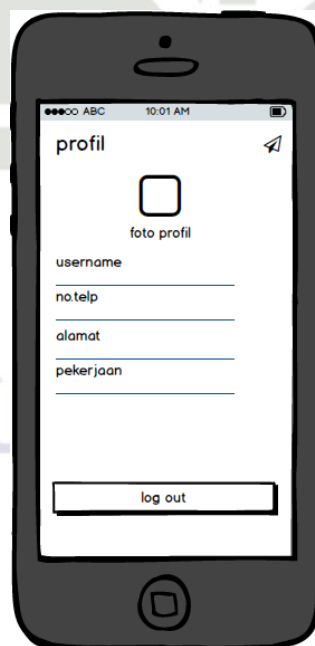 ABC 10:01 AM
profil
foto profil
username
no.telp
alamat
pekerjaan
log out